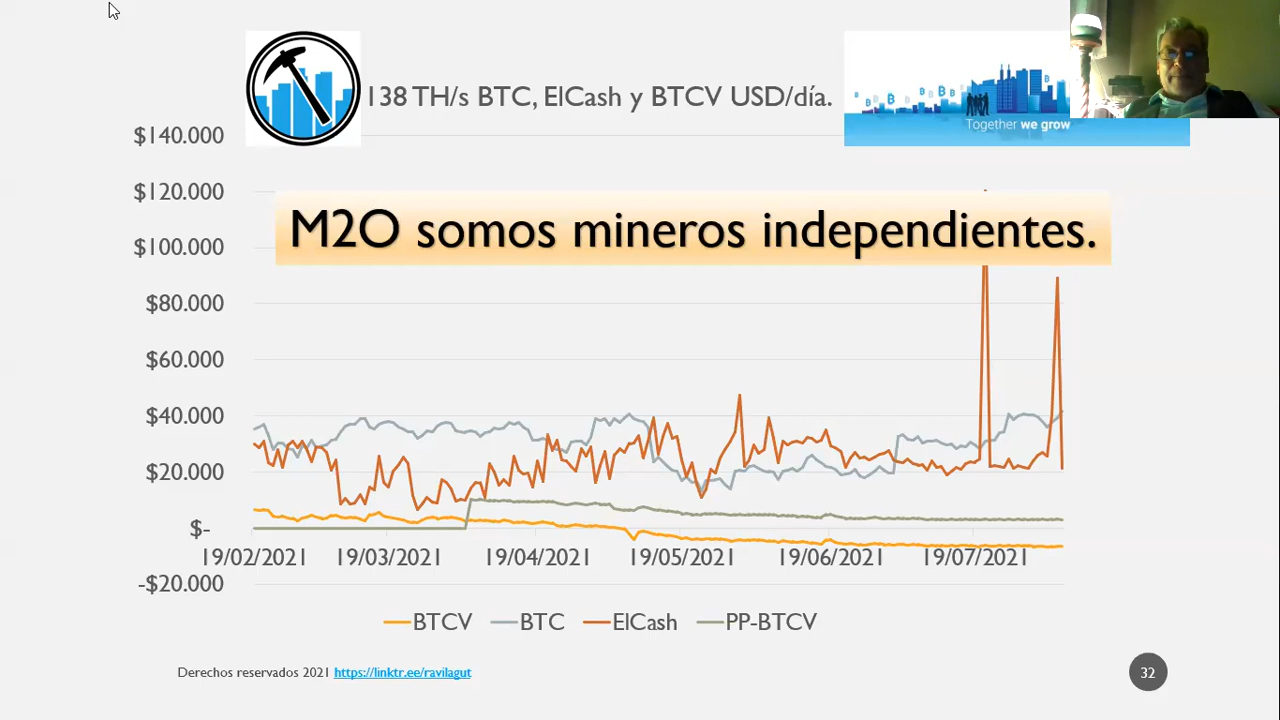 138 TH/s BTC, ElCash y BTCV USD/día.
Together we grow
$140.000
$120.000
M2O somos mineros independientes.
$100.000
$80.000
$60.000
$40.000
$20.000
$-
19/02/2021 19/03/2021 19/04/2021 19/05/2021 19/06/2021 19/07/2021
-$20.000
BTCV BTC ElCash PP-BTCV
Derechos reservados 2021 https://linktr.ee/ravilagut
32